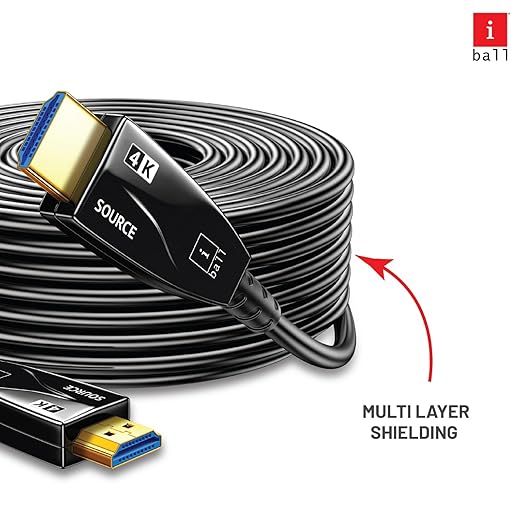 i
ball
4K
SOURCE
i
ball
MULTI LAYER
SHIELDING
SOURCE
4K